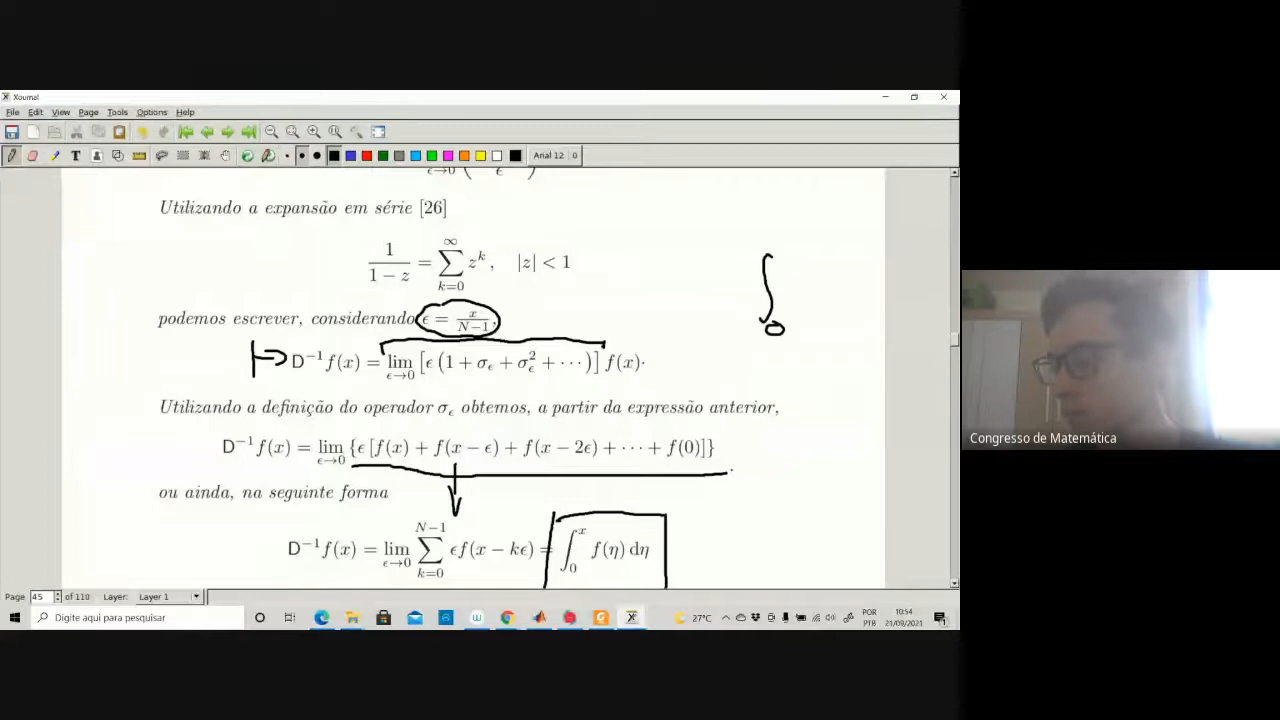 Xournal
File Edit View Page Tools Options Help
Arial 12
ϵ→0 ϵ
Utilizando a expansão em série [26]
1/(1 − z) = ∑_{k=0}^{∞} z^k , |z| < 1
podemos escrever, considerando ϵ = x/(N−1),
D^{−1} f(x) = lim_{ϵ→0} [ϵ (1 + σ_ϵ + σ_ϵ^2 + ···)] f(x)·
Utilizando a definição do operador σ_ϵ obtemos, a partir da expressão anterior,
D^{−1} f(x) = lim_{ϵ→0} {ϵ [f(x) + f(x − ϵ) + f(x − 2ϵ) + ··· + f(0)]}
ou ainda, na seguinte forma
D^{−1} f(x) = lim_{ϵ→0} ∑_{k=0}^{N−1} ϵf(x − kϵ) = ∫_0^x f(η) dη
∫_0
Page 45 of 110 Layer: Layer 1
Digite aqui para pesquisar
27°C
POR
PTB
10:54
21/09/2021
Congresso de Matemática